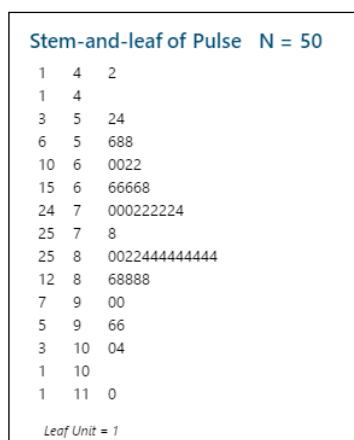 Stem-and-leaf of Pulse N = 50
1 4 2
1 4
3 5 24
6 5 688
10 6 0022
15 6 66668
24 7 000222224
25 7 8
25 8 0022444444444
12 8 68888
7 9 00
5 9 66
3 10 04
1 10
1 11 0
Leaf Unit = 1